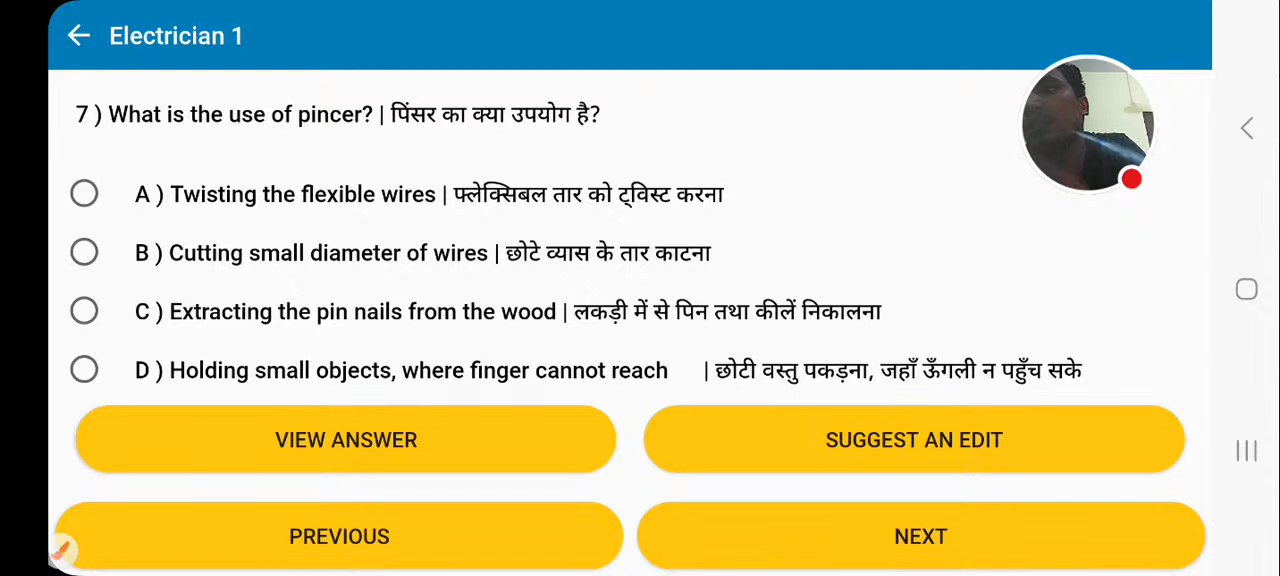 Electrician 1
7 ) What is the use of pincer? | पिंसर का क्या उपयोग है?
A ) Twisting the flexible wires | फ्लेक्सिबल तार को ट्विस्ट करना
B ) Cutting small diameter of wires | छोटे व्यास के तार काटना
C ) Extracting the pin nails from the wood | लकड़ी में से पिन तथा कीलें निकालना
D ) Holding small objects, where finger cannot reach | छोटी वस्तु पकड़ना, जहाँ ऊँगली न पहुँच सके
VIEW ANSWER SUGGEST AN EDIT
PREVIOUS NEXT